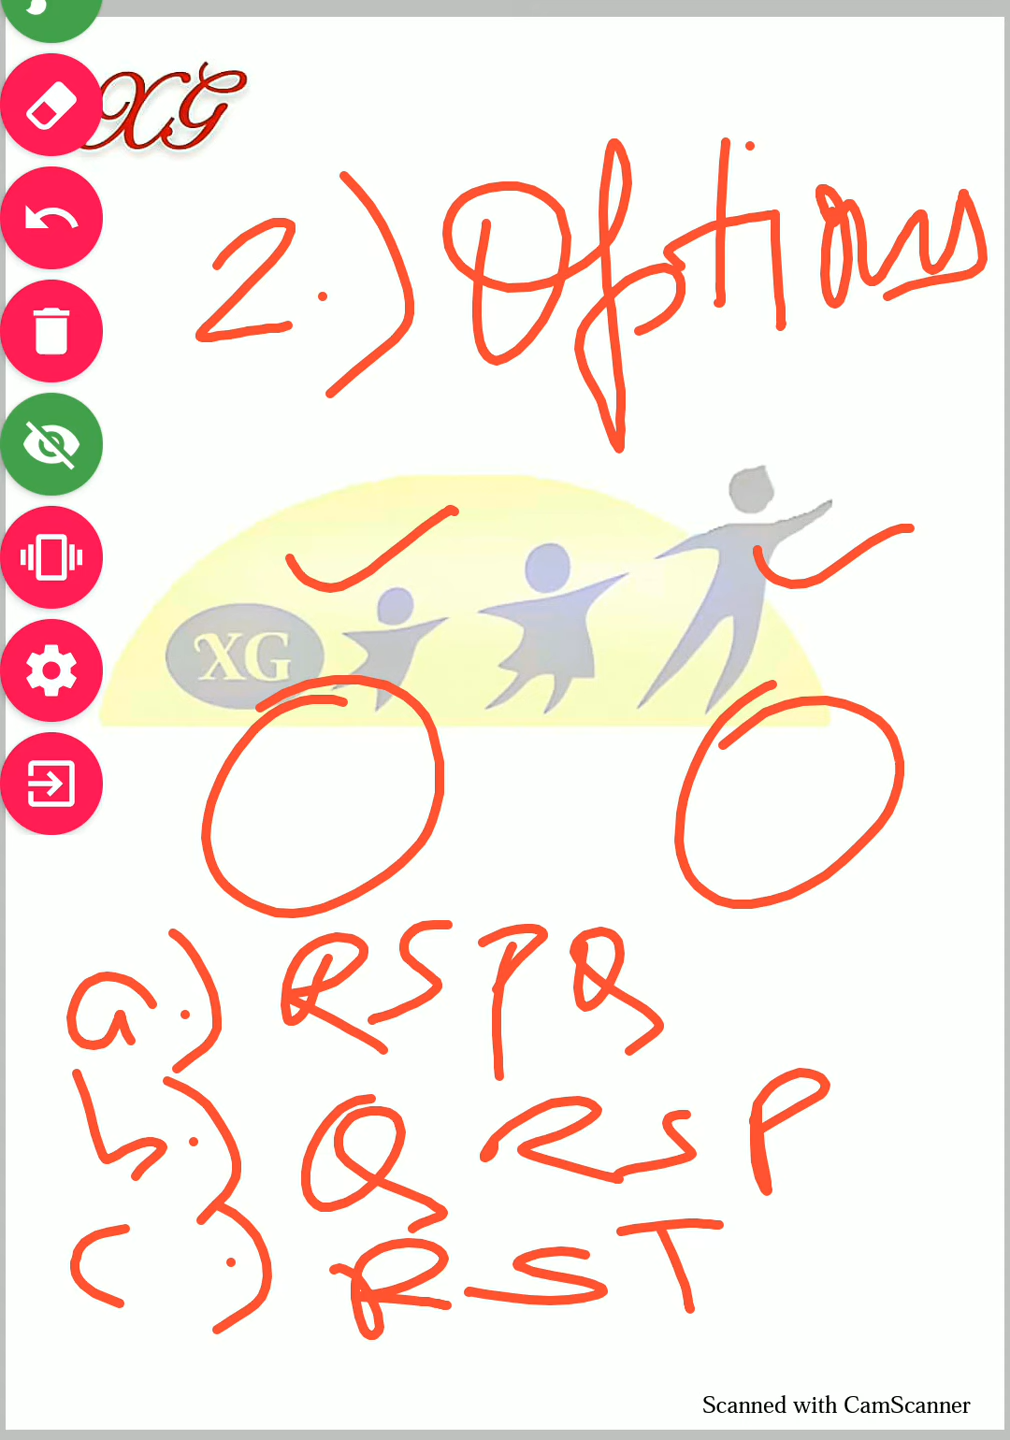 XG
2.) Options
XG
a.) RSPQ
b.) QRSP
c.) RST
Scanned with CamScanner